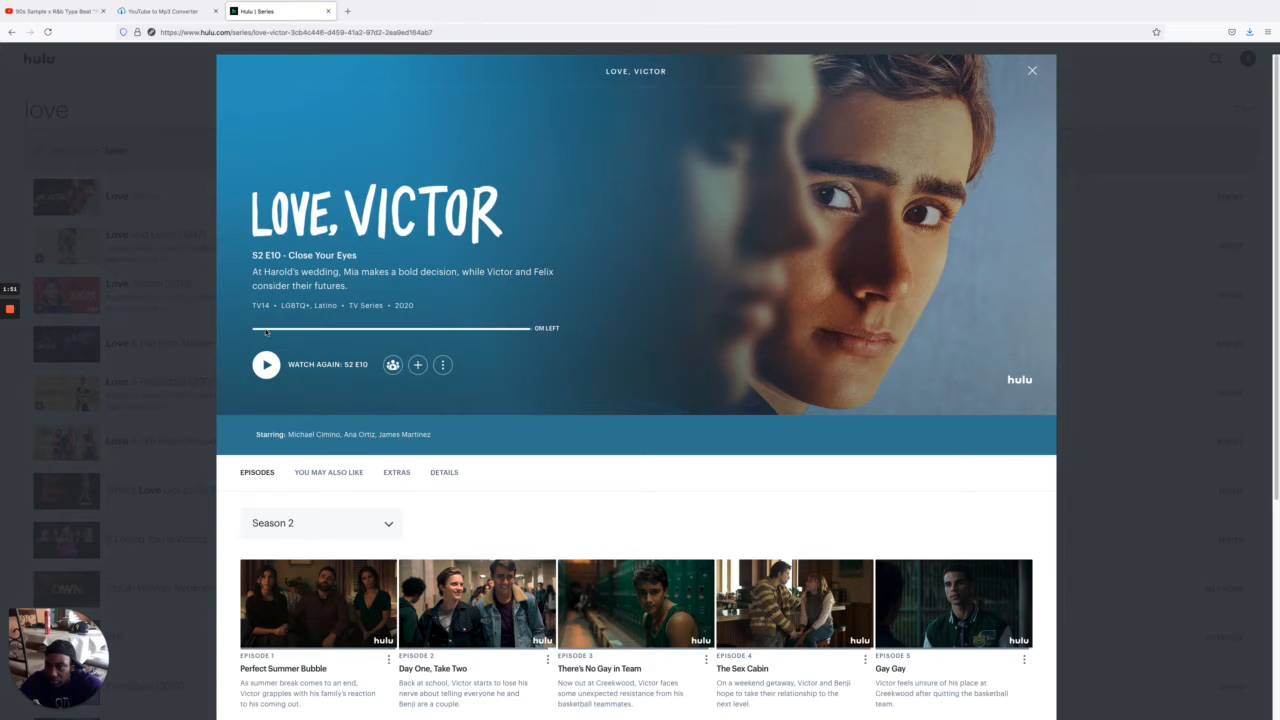 90s Sample x R&b Type Beat "
YouTube to Mp3 Converter
Hulu | Series
https://www.hulu.com/series/love-victor-3cb4c446-d459-41a2-97d2-2ea9ed164ab7
hulu
LOVE, VICTOR
love
Clear
LOVE, VICTOR
S2 E10 - Close Your Eyes
At Harold's wedding, Mia makes a bold decision, while Victor and Felix
consider their futures.
TV14 • LGBTQ+, Latino • TV Series • 2020
1:51
0M LEFT
WATCH AGAIN: S2 E10
hulu
Starring: Michael Cimino, Ana Ortiz, James Martinez
EPISODES YOU MAY ALSO LIKE EXTRAS DETAILS
Season 2
hulu hulu hulu hulu hulu
EPISODE 1
Perfect Summer Bubble
As summer break comes to an end,
Victor grapples with his family's reaction
to his coming out.
EPISODE 2
Day One, Take Two
Back at school, Victor starts to lose his
nerve about telling everyone he and
Benji are a couple.
EPISODE 3
There's No Gay in Team
Now out at Creekwood, Victor faces
some unexpected resistance from his
basketball teammates.
EPISODE 4
The Sex Cabin
On a weekend getaway, Victor and Benji
hope to take their relationship to the
next level.
EPISODE 5
Gay Gay
Victor feels unsure of his place at
Creekwood after quitting the basketball
team.